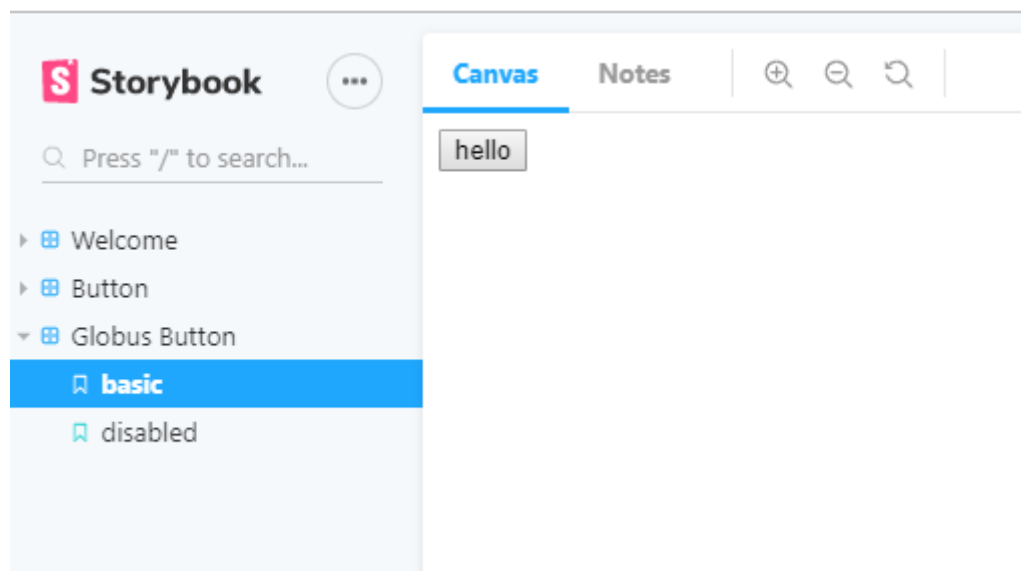 Storybook
Press "/" to search...
Welcome
Button
Globus Button
basic
disabled
Canvas Notes
hello